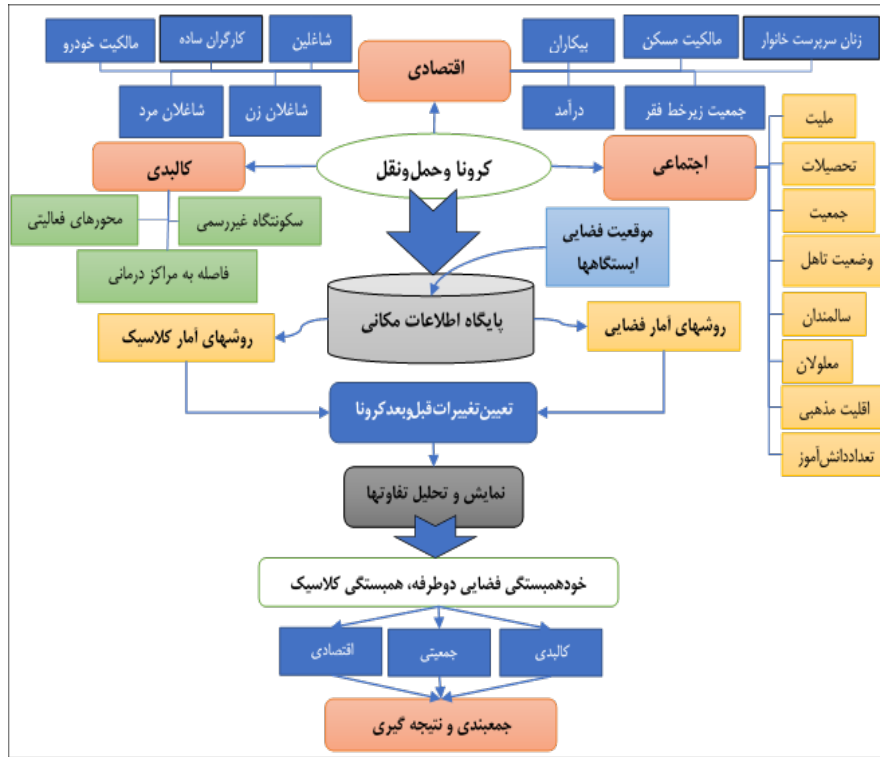 زنان سرپرست خانوار
مالکیت مسکن
بیکاران
شاغلین
کارگران ساده
مالکیت خودرو
اقتصادی
جمعیت زیرخط فقر
درآمد
شاغلان زن
شاغلان مرد
کرونا وحمل‌ونقل
اجتماعی
کالبدی
ملیت
تحصیلات
جمعیت
وضعیت تاهل
سالمندان
معلولان
اقلیت مذهبی
تعداددانش‌آموز
سکونتگاه غیررسمی
محورهای فعالیتی
فاصله به مراکز درمانی
موقعیت فضایی
ایستگاهها
پایگاه اطلاعات مکانی
روشهای آمار فضایی
روشهای آمار کلاسیک
تعیین‌تغییرات‌قبل‌وبعدکرونا
نمایش و تحلیل تفاوتها
خودهمبستگی فضایی دوطرفه، همبستگی کلاسیک
کالبدی
جمعیتی
اقتصادی
جمعبندی و نتیجه گیری